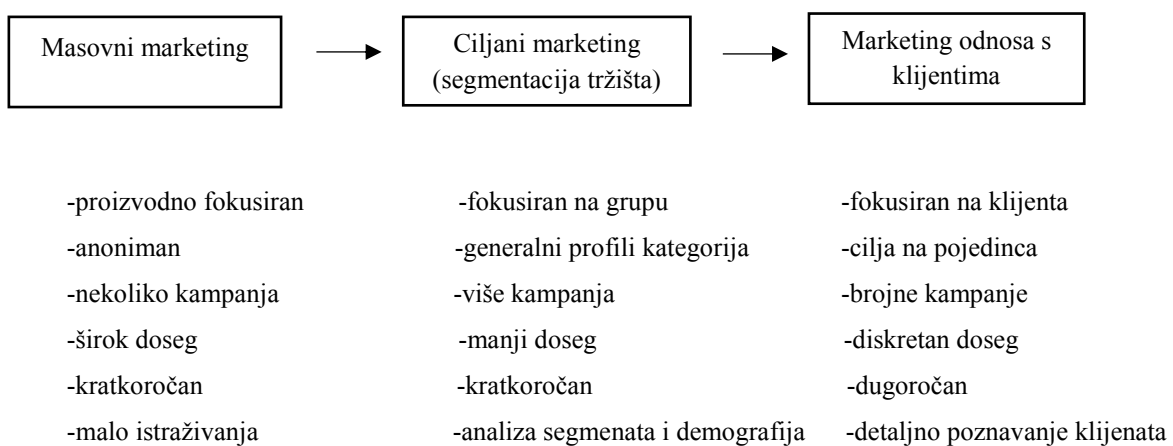 Masovni marketing
Ciljani marketing
(segmentacija tržišta)
Marketing odnosa s
klijentima
-proizvodno fokusiran
-anoniman
-nekoliko kampanja
-širok doseg
-kratkoročan
-malo istraživanja
-fokusiran na grupu
-generalni profili kategorija
-više kampanja
-manji doseg
-kratkoročan
-analiza segmenata i demografija
-fokusiran na klijenta
-cilja na pojedinca
-brojne kampanje
-diskretan doseg
-dugoročan
-detaljno poznavanje klijenata